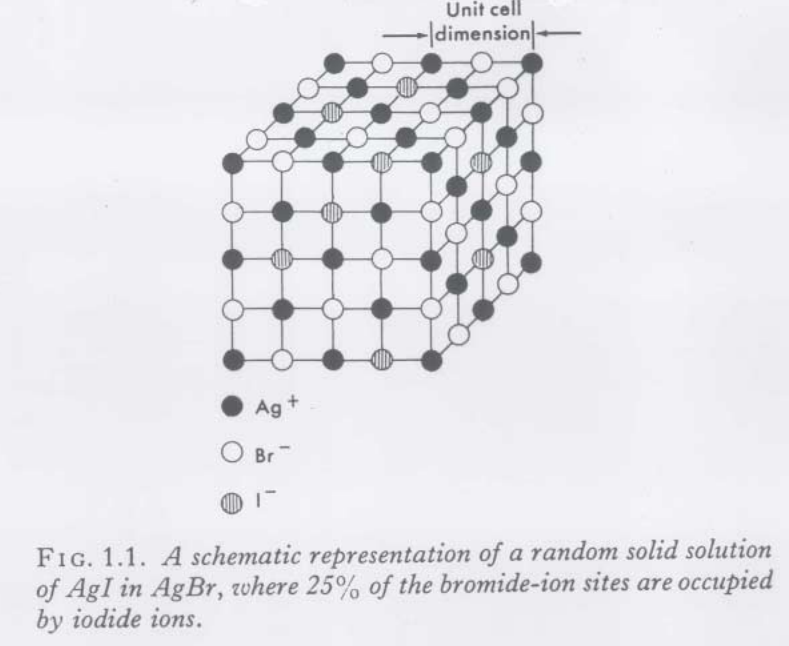 Unit cell
dimension
Ag+
Br−
I−
FIG. 1.1. A schematic representation of a random solid solution
of AgI in AgBr, where 25% of the bromide-ion sites are occupied
by iodide ions.